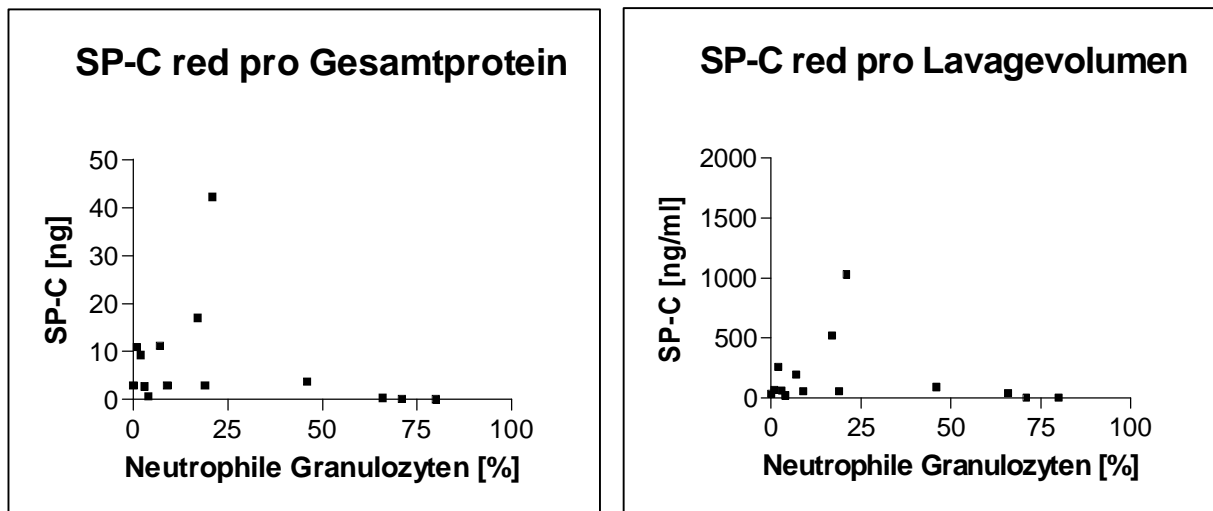 SP-C red pro Gesamtprotein
SP-C [ng]
50
40
30
20
10
0
0 25 50 75 100
Neutrophile Granulozyten [%]
SP-C red pro Lavagevolumen
SP-C [ng/ml]
2000
1500
1000
500
0
0 25 50 75 100
Neutrophile Granulozyten [%]